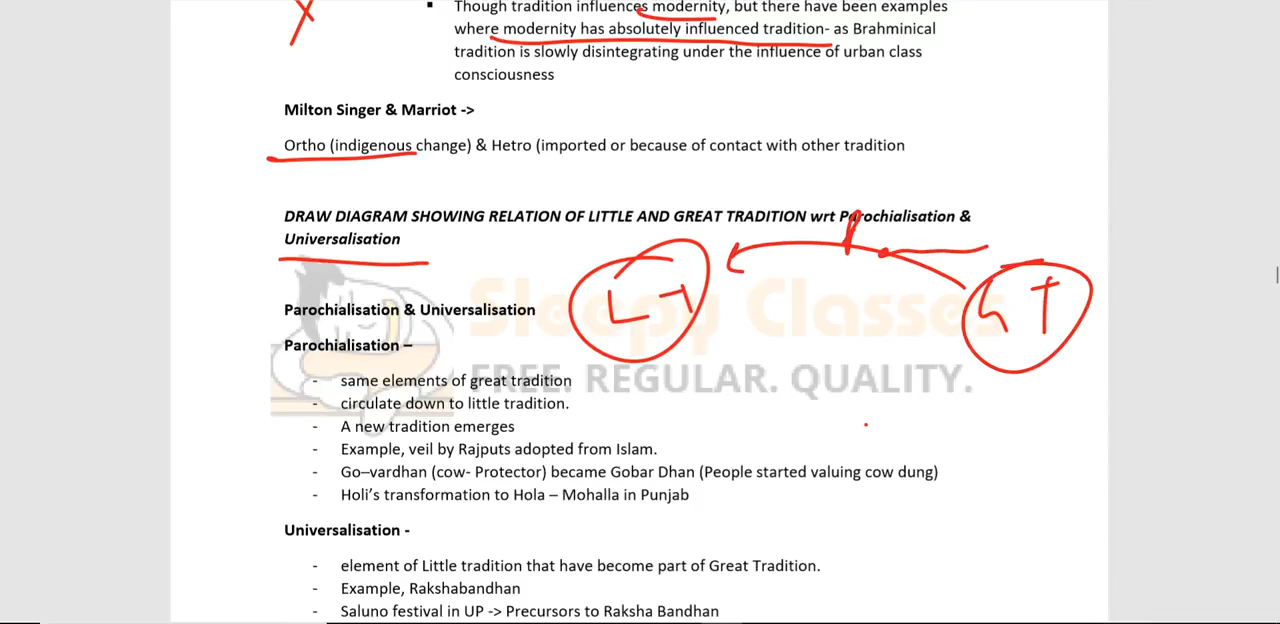 Though tradition influences modernity, but there have been examples
where modernity has absolutely influenced tradition- as Brahminical
tradition is slowly disintegrating under the influence of urban class
consciousness
Milton Singer & Marriot ->
Ortho (indigenous change) & Hetro (imported or because of contact with other tradition
DRAW DIAGRAM SHOWING RELATION OF LITTLE AND GREAT TRADITION wrt Parochialisation &
Universalisation
P
LT
GT
Sleepy Classes
FREE. REGULAR. QUALITY.
Parochialisation & Universalisation
Parochialisation –
- same elements of great tradition
- circulate down to little tradition.
- A new tradition emerges
- Example, veil by Rajputs adopted from Islam.
- Go–vardhan (cow- Protector) became Gobar Dhan (People started valuing cow dung)
- Holi’s transformation to Hola – Mohalla in Punjab
Universalisation -
- element of Little tradition that have become part of Great Tradition.
- Example, Rakshabandhan
- Saluno festival in UP -> Precursors to Raksha Bandhan